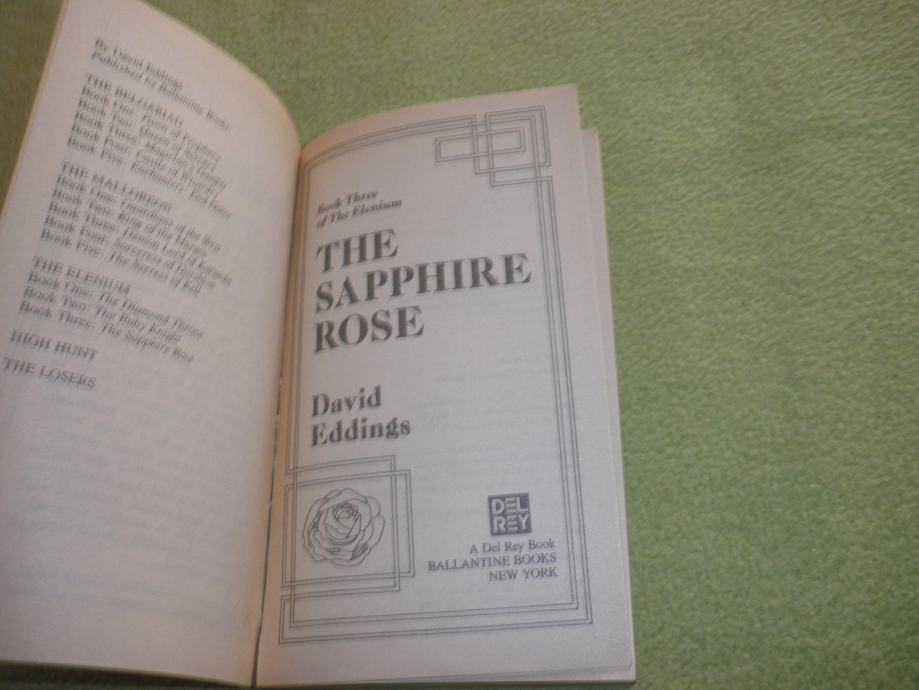 By David Eddings
Published by Ballantine Books:
THE BELGARIAD
Book One: Pawn of Prophecy
Book Two: Queen of Sorcery
Book Three: Magician's Gambit
Book Four: Castle of Wizardry
Book Five: Enchanters' End Game
THE MALLOREON
Book One: Guardians of the West
Book Two: King of the Murgos
Book Three: Demon Lord of Karanda
Book Four: Sorceress of Darshiva
Book Five: The Seeress of Kell
THE ELENIUM
Book One: The Diamond Throne
Book Two: The Ruby Knight
Book Three: The Sapphire Rose
HIGH HUNT
THE LOSERS
Book Three
of The Elenium
THE
SAPPHIRE
ROSE
David
Eddings
DEL
REY
A Del Rey Book
BALLANTINE BOOKS
NEW YORK